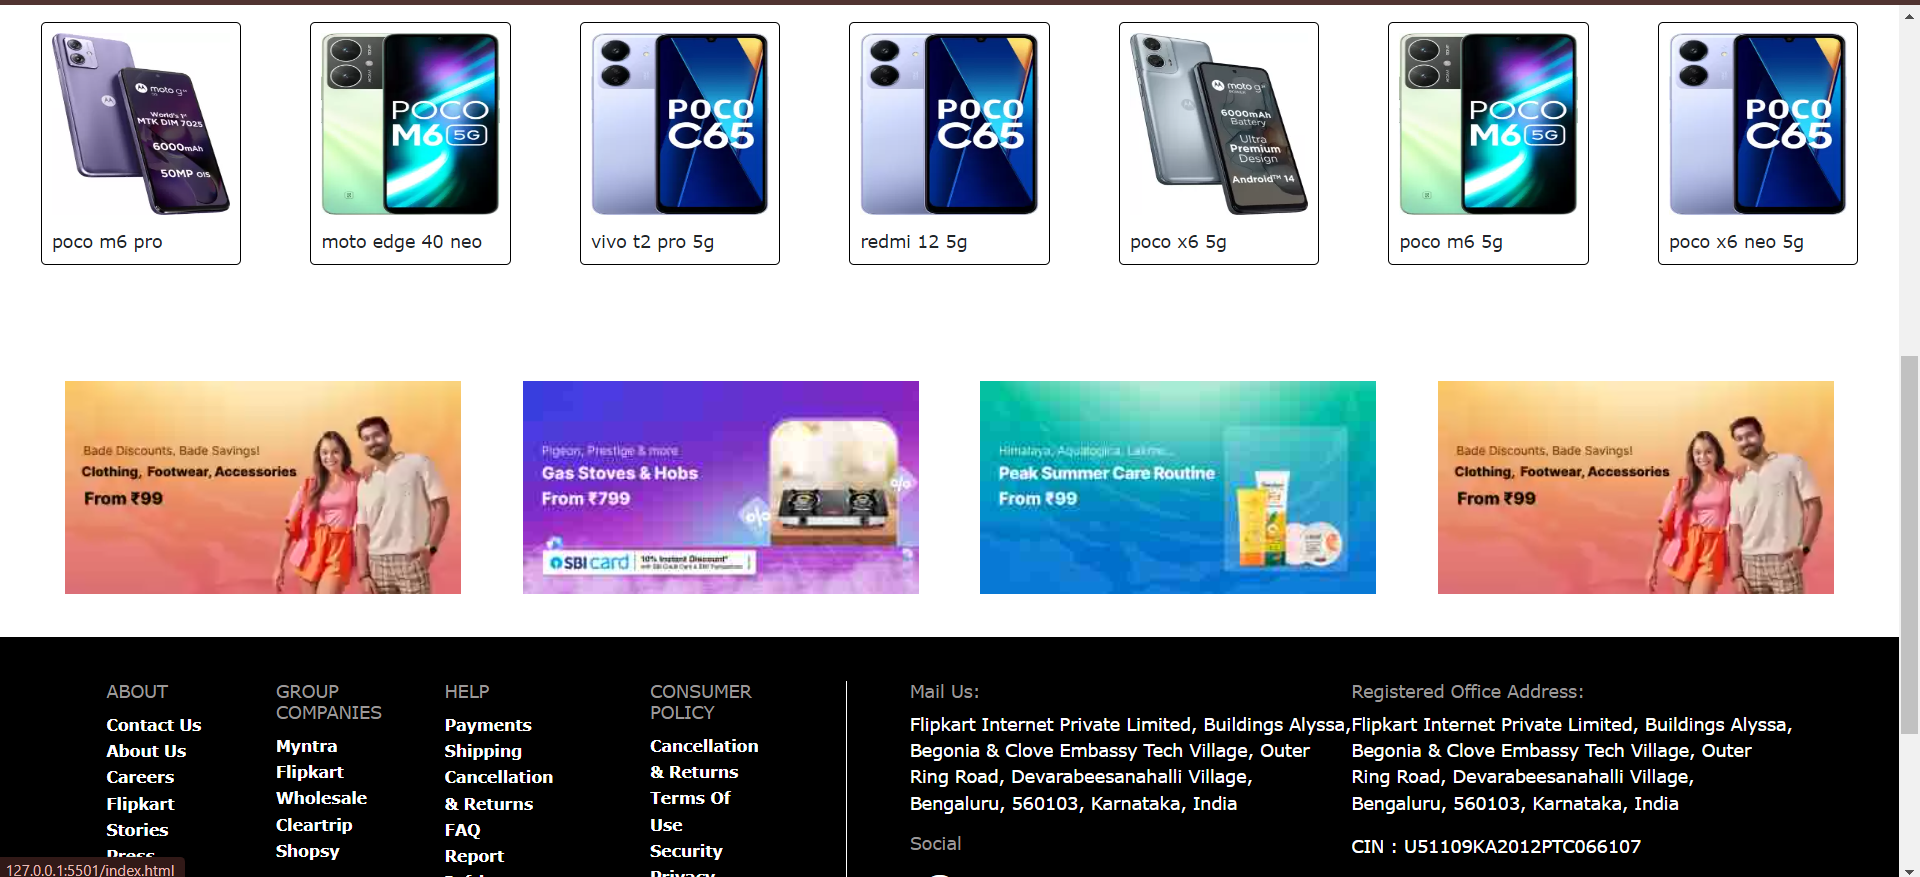 moto g
World's 1st
MTK DIM 7025
6000mAh
50MP OIS
poco m6 pro
POCO
M6 5G
moto edge 40 neo
POCO
C65
vivo t2 pro 5g
POCO
C65
redmi 12 5g
moto g
6000mAh
Battery
Ultra
Premium
Design
Android™ 14
poco x6 5g
POCO
M6 5G
poco m6 5g
POCO
C65
poco x6 neo 5g
Bade Discounts, Bade Savings!
Clothing, Footwear, Accessories
From ₹99
Pigeon, Prestige & more
Gas Stoves & Hobs
From ₹799
SBI card
10% Instant Discount*
Himalaya, Aqualogica, Lakme...
Peak Summer Care Routine
From ₹99
Bade Discounts, Bade Savings!
Clothing, Footwear, Accessories
From ₹99
ABOUT
Contact Us
About Us
Careers
Flipkart
Stories
Press
GROUP
COMPANIES
Myntra
Flipkart
Wholesale
Cleartrip
Shopsy
HELP
Payments
Shipping
Cancellation
& Returns
FAQ
Report
CONSUMER
POLICY
Cancellation
& Returns
Terms Of
Use
Security
Privacy
Mail Us:
Flipkart Internet Private Limited, Buildings Alyssa,
Begonia & Clove Embassy Tech Village, Outer
Ring Road, Devarabeesanahalli Village,
Bengaluru, 560103, Karnataka, India
Social
Registered Office Address:
Flipkart Internet Private Limited, Buildings Alyssa,
Begonia & Clove Embassy Tech Village, Outer
Ring Road, Devarabeesanahalli Village,
Bengaluru, 560103, Karnataka, India
CIN : U51109KA2012PTC066107
127.0.0.1:5501/index.html